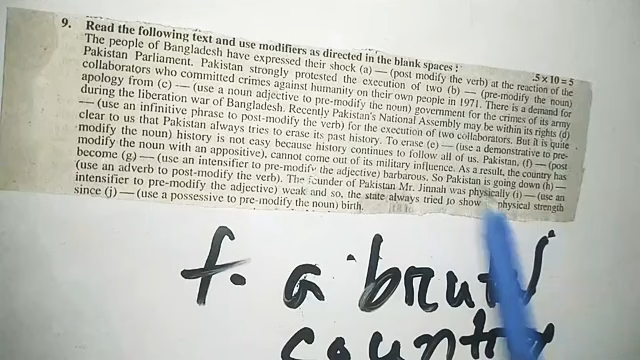 9. Read the following text and use modifiers as directed in the blank spaces : .5 × 10 = 5
The people of Bangladesh have expressed their shock (a) — (post modify the verb) at the reaction of the
Pakistan Parliament. Pakistan strongly protested the execution of two (b) — (pre-modify the noun)
collaborators who committed crimes against humanity on their own people in 1971. There is a demand for
apology from (c) — (use a noun adjective to pre-modify the noun) government for the crimes of its army
during the liberation war of Bangladesh. Recently Pakistan's National Assembly may be within its rights (d)
— (use an infinitive phrase to post-modify the verb) for the execution of two collaborators. But it is quite
clear to us that Pakistan always tries to erase its past history. To erase (e) — (use a demonstrative to pre-
modify the noun) history is not easy because history continues to follow all of us. Pakistan, (f) — (post
modify the noun with an appositive), cannot come out of its military influence. As a result, the country has
become (g) — (use an intensifier to pre-modify the adjective) barbarous. So Pakistan is going down (h) —
(use an adverb to post-modify the verb). The founder of Pakistan Mr. Jinnah was physically (i) — (use an
intensifier to pre-modify the adjective) weak and so, the state always tried to show physical strength
since (j) — (use a possessive to pre-modify the noun) birth.
f. a brutal
country